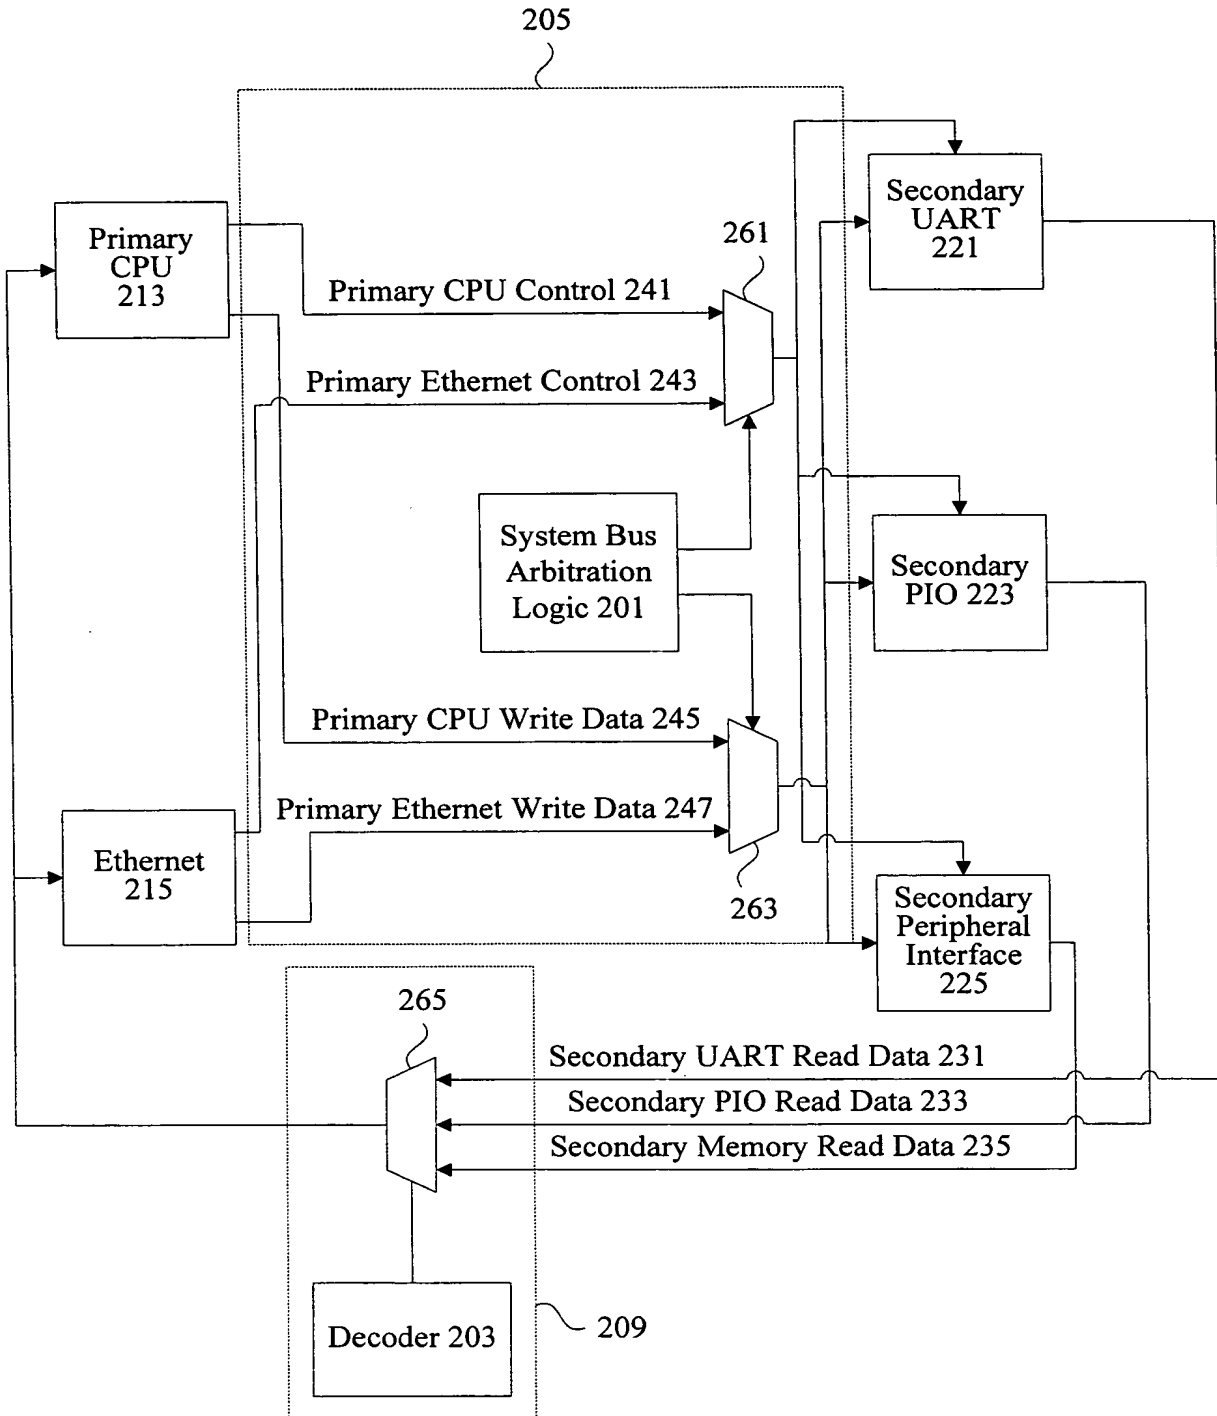 205
Secondary
UART
221
Primary
CPU
213
261
Primary CPU Control 241
Primary Ethernet Control 243
System Bus
Arbitration
Logic 201
Secondary
PIO 223
Primary CPU Write Data 245
Primary Ethernet Write Data 247
Ethernet
215
263
Secondary
Peripheral
Interface
225
265
Secondary UART Read Data 231
Secondary PIO Read Data 233
Secondary Memory Read Data 235
Decoder 203
209